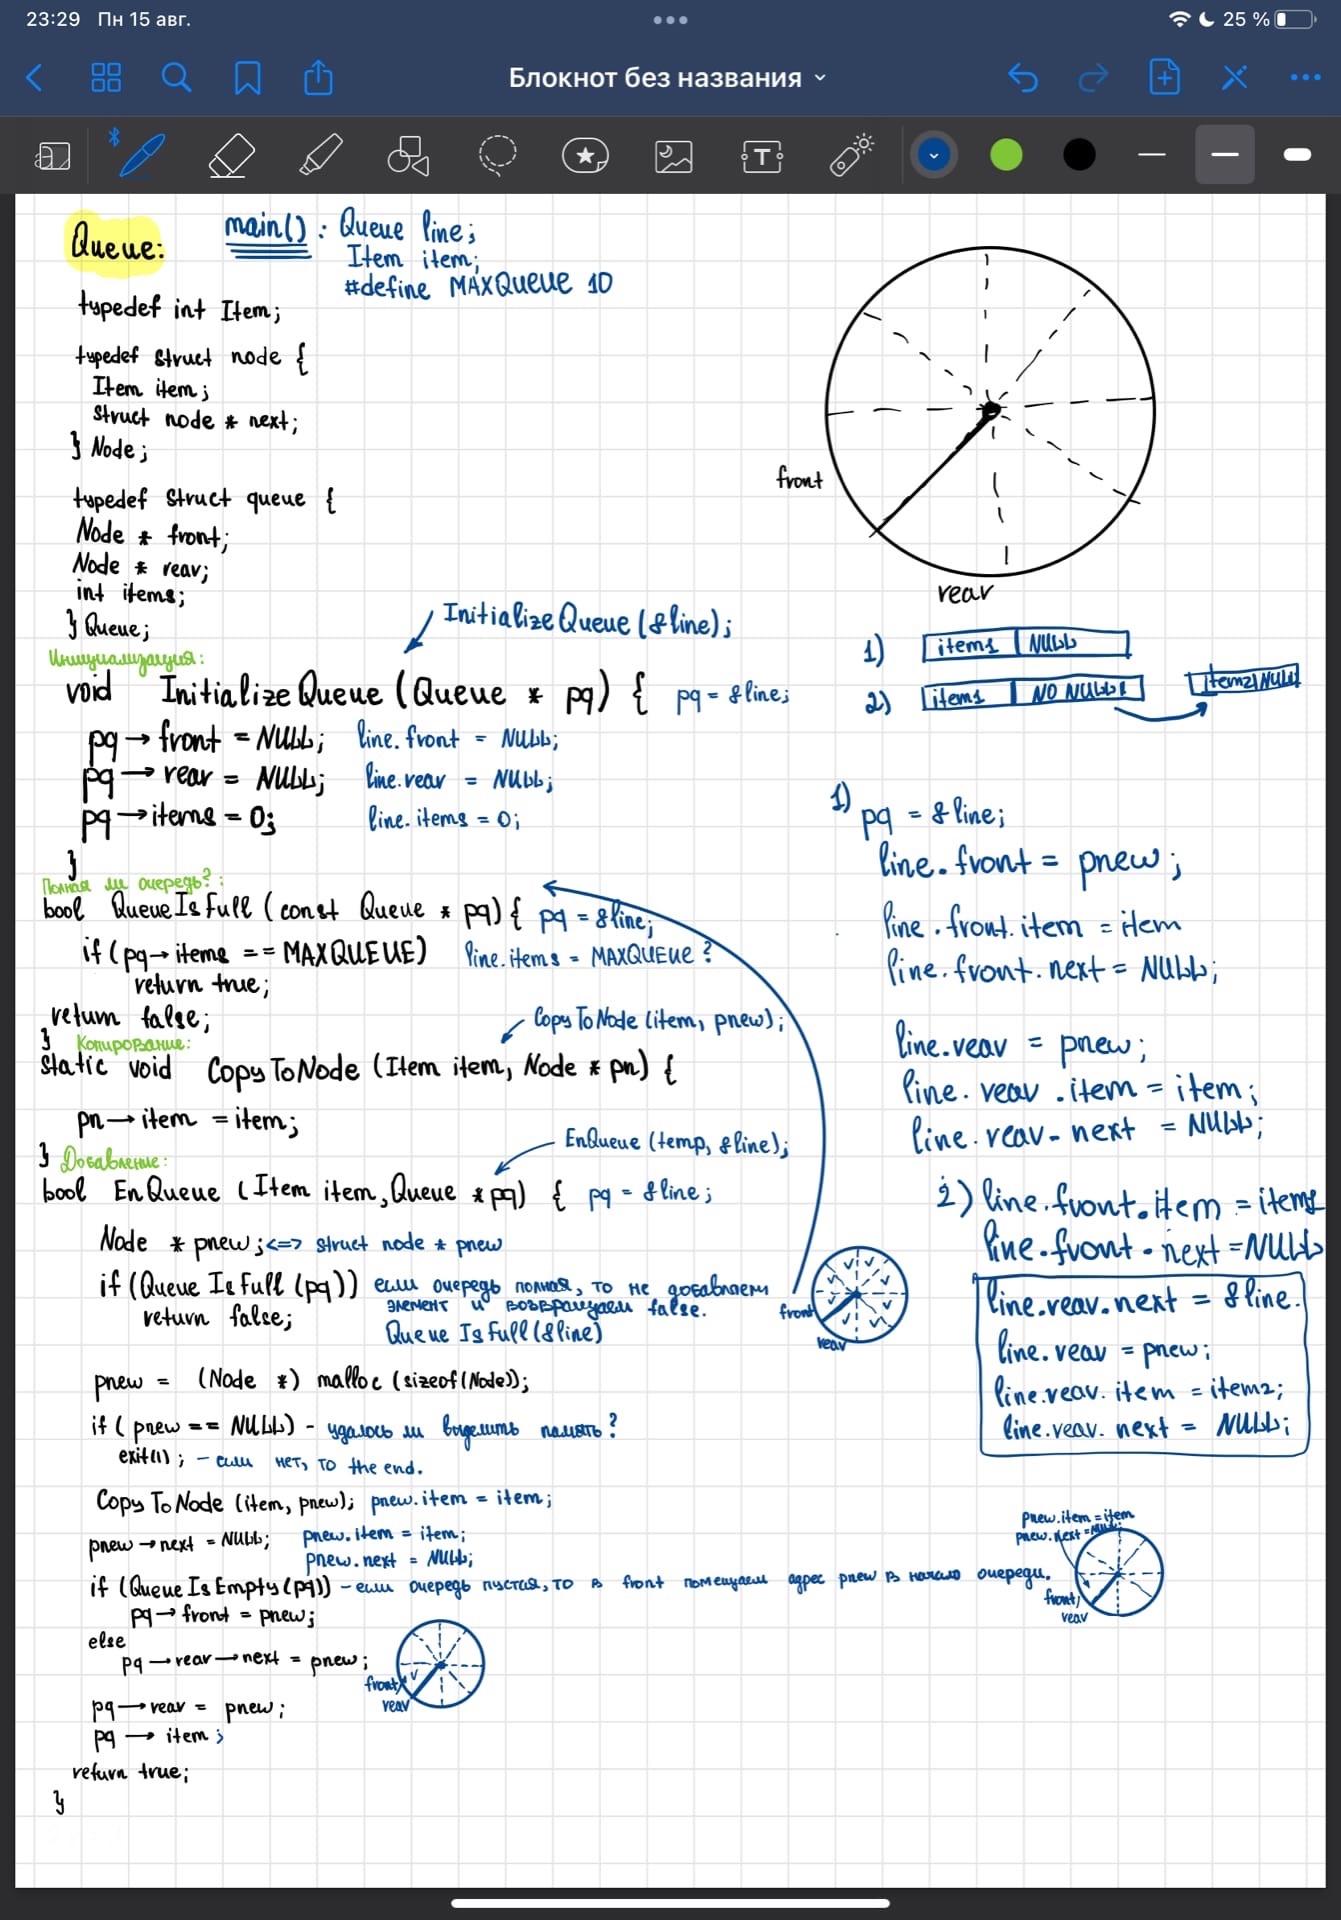 23:29 Пн 15 авг.
25 %
Блокнот без названия
Queue:
main() : Queue line;
Item item;
#define MAXQueue 10
typedef int Item;
typedef struct node {
Item item;
struct node * next;
} Node;
typedef struct queue {
Node * front;
Node * rear;
int items;
} Queue;
front
rear
InitializeQueue (&line);
Инициализация:
void InitializeQueue (Queue * pq) { pq = &line;
pq → front = NULL; line.front = NULL;
pq → rear = NULL; line.rear = NULL;
pq → items = 0; line.items = 0;
}
Полная ли очередь? :
bool QueueIsFull (const Queue * pq) { pq = &line;
if (pq → items == MAXQUEUE) line.items = MAXQUEUE ?
return true;
return false;
}
Копирование:
CopyToNode (item, pnew);
static void CopyToNode (Item item, Node * pn) {
pn → item = item;
}
Добавление:
EnQueue (temp, &line);
bool EnQueue (Item item, Queue * pq) { pq = &line;
Node * pnew; <=> struct node * pnew
if (Queue Is Full (pq)) если очередь полная, то не добавляем
элемент и возвращаем false.
return false;
Queue Is Full (&line)
front
rear
pnew = (Node *) malloc (sizeof(Node));
if ( pnew == NULL) - удалось ли выделить память?
exit(1); - если нет, то the end.
Copy To Node (item, pnew); pnew.item = item;
pnew → next = NULL; pnew.item = item;
pnew.next = NULL;
if (Queue Is Empty (pq)) - если очередь пустая, то в front помещаем адрес pnew в начало очереди.
pq → front = pnew;
else
pq → rear → next = pnew;
front
rear
pq → rear = pnew;
pq → item;
return true;
}
1) items NULL
2) items NO NULL! item2 NULL
1)
pq = &line;
line.front = pnew;
line.front.item = item
line.front.next = NULL;
line.rear = pnew;
line.rear.item = item;
line.rear.next = NULL;
2) line.front.item = item1
line.front.next = NULL
line.rear.next = &line.
line.rear = pnew;
line.rear.item = item2;
line.rear.next = NULL;
pnew.item = item
pnew.next = NULL;
front,
rear